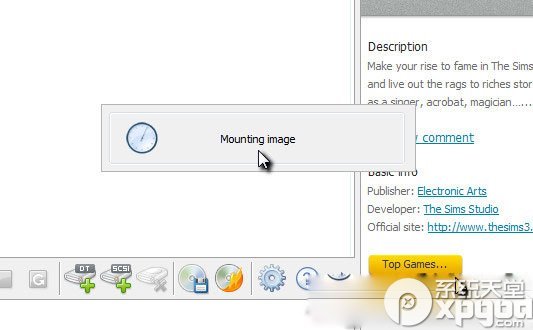 Description
Make your rise to fame in The Sims
and live out the rags to riches stor
as a singer, acrobat, magician......
Mounting image
comment
Basic info
Publisher: Electronic Arts
Developer: The Sims Studio
Official site: http://www.thesims3.
Top Games...
G
DT
SCSI
?
系统天堂
xpgod